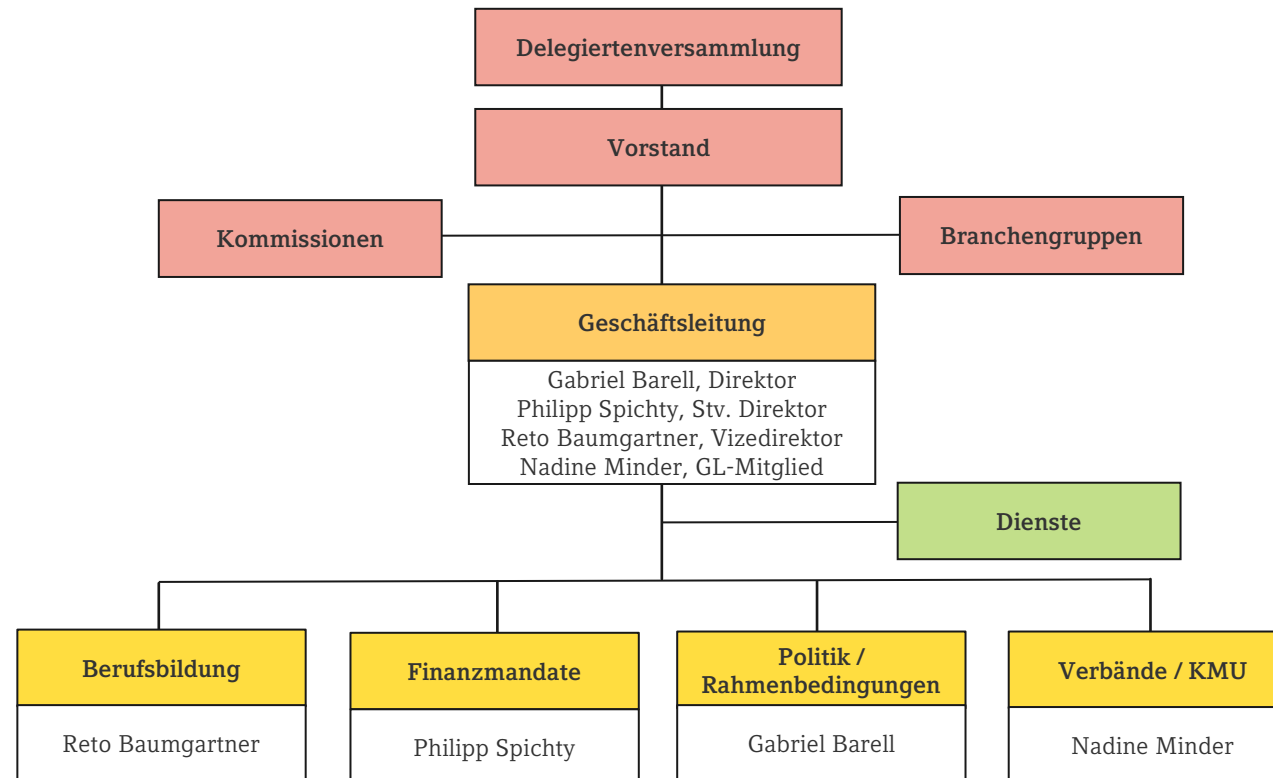 Delegiertenversammlung
Vorstand
Kommissionen
Branchengruppen
Geschäftsleitung
Gabriel Barell, Direktor
Philipp Spichty, Stv. Direktor
Reto Baumgartner, Vizedirektor
Nadine Minder, GL-Mitglied
Dienste
Berufsbildung
Reto Baumgartner
Finanzmandate
Philipp Spichty
Politik /
Rahmenbedingungen
Gabriel Barell
Verbände / KMU
Nadine Minder